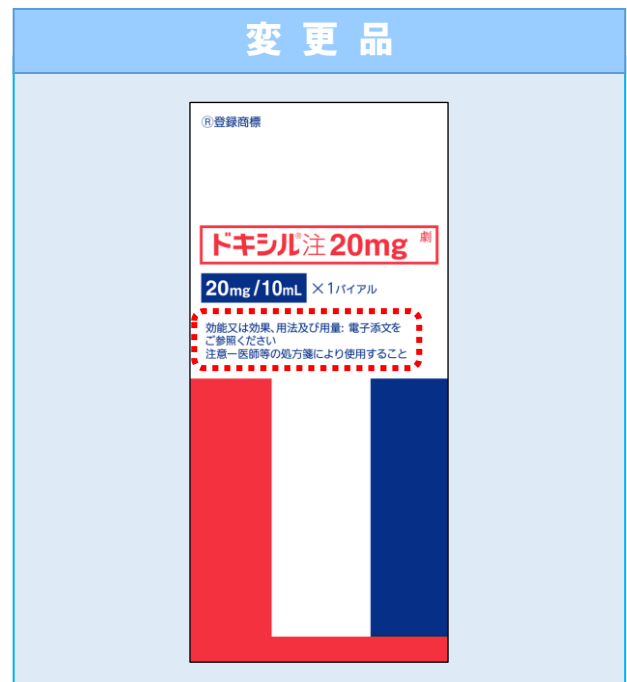 変更品
Ⓡ登録商標
ドキシル®注20mg 劇
20mg/10mL ×1バイアル
効能又は効果、用法及び用量: 電子添文を
ご参照ください
注意ー医師等の処方箋により使用すること